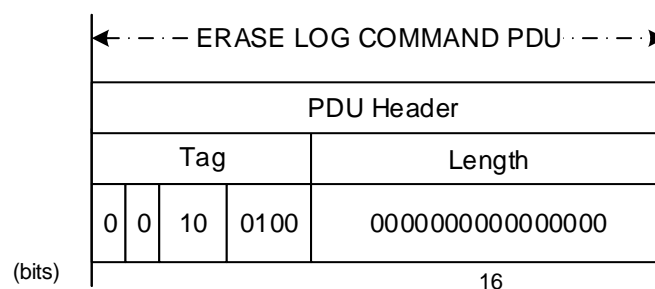 ERASE LOG COMMAND PDU
PDU Header
Tag Length
0 0 10 0100 0000000000000000
(bits) 16